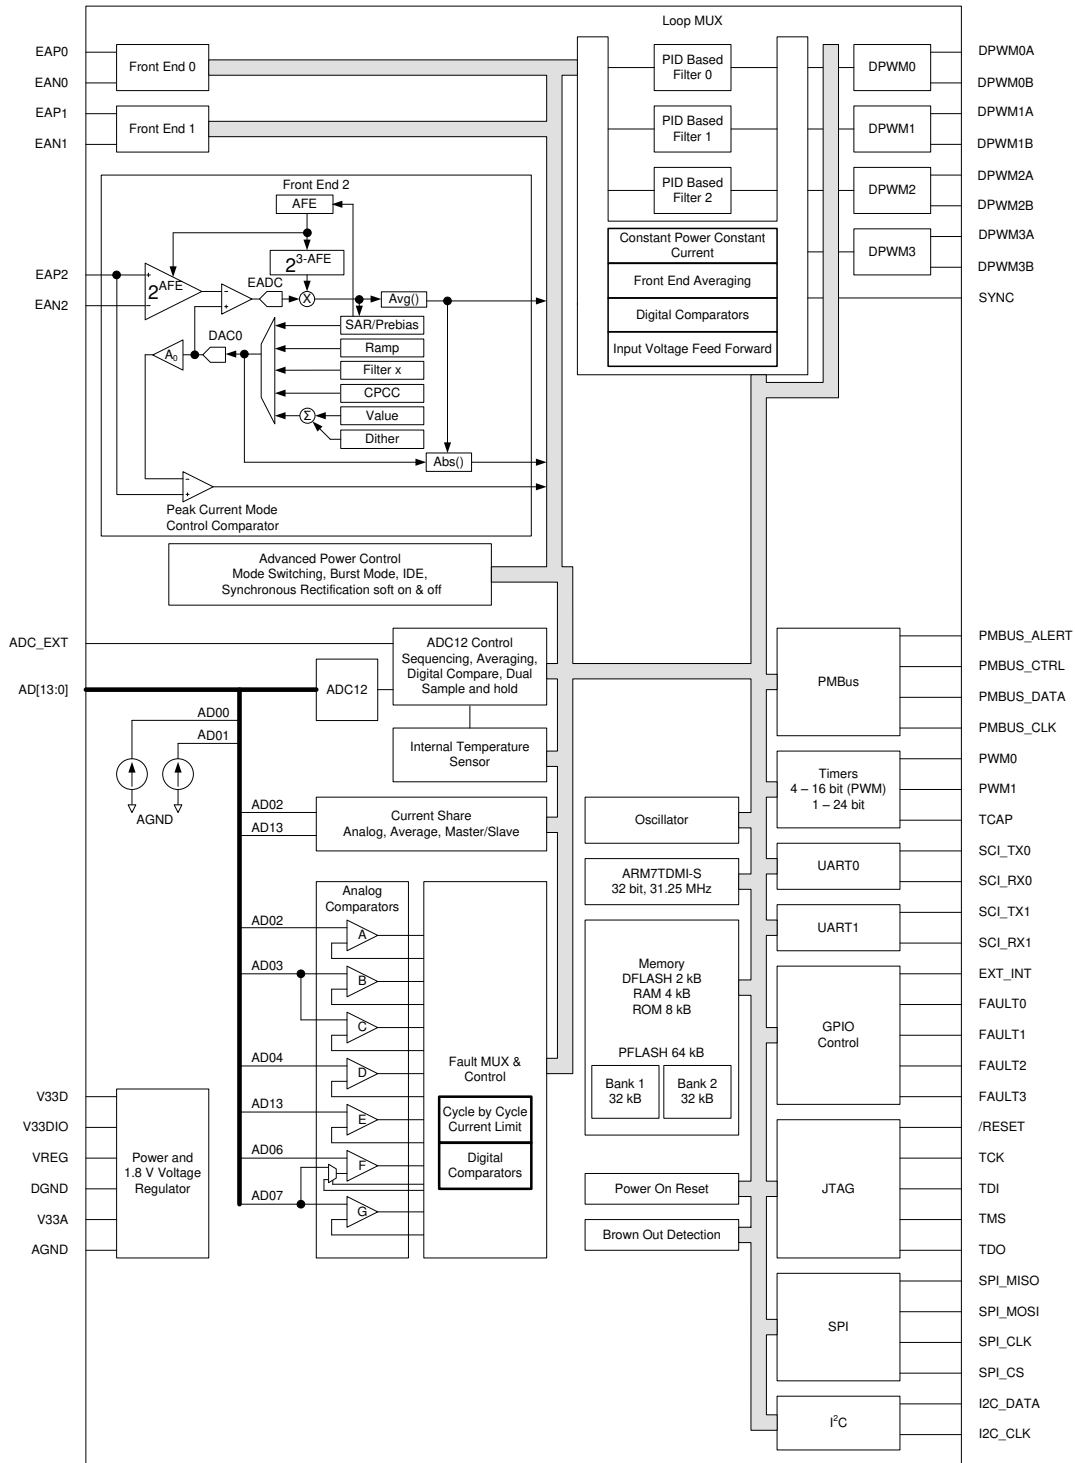 Loop MUX
EAP0
EAN0
EAP1
EAN1
Front End 0
Front End 1
Front End 2
AFE
2^3-AFE
EAP2
EAN2
+
-
2^AFE
-
+
EADC
X
Avg()
DAC0
A0
SAR/Prebias
Ramp
Filter x
CPCC
Σ
Value
Dither
Abs()
-
+
Peak Current Mode
Control Comparator
PID Based
Filter 0
PID Based
Filter 1
PID Based
Filter 2
Constant Power Constant
Current
Front End Averaging
Digital Comparators
Input Voltage Feed Forward
DPWM0
DPWM1
DPWM2
DPWM3
DPWM0A
DPWM0B
DPWM1A
DPWM1B
DPWM2A
DPWM2B
DPWM3A
DPWM3B
SYNC
Advanced Power Control
Mode Switching, Burst Mode, IDE,
Synchronous Rectification soft on & off
ADC_EXT
AD[13:0]
ADC12
ADC12 Control
Sequencing, Averaging,
Digital Compare, Dual
Sample and hold
AD00
AD01
AGND
Internal Temperature
Sensor
AD02
AD13
Current Share
Analog, Average, Master/Slave
Analog
Comparators
AD02
AD03
AD04
AD13
AD06
AD07
A
B
C
D
E
F
G
Fault MUX &
Control
Cycle by Cycle
Current Limit
Digital
Comparators
V33D
V33DIO
VREG
DGND
V33A
AGND
Power and
1.8 V Voltage
Regulator
Oscillator
ARM7TDMI-S
32 bit, 31.25 MHz
Memory
DFLASH 2 kB
RAM 4 kB
ROM 8 kB
PFLASH 64 kB
Bank 1
32 kB
Bank 2
32 kB
Power On Reset
Brown Out Detection
PMBus
Timers
4 – 16 bit (PWM)
1 – 24 bit
UART0
UART1
GPIO
Control
JTAG
SPI
I²C
PMBUS_ALERT
PMBUS_CTRL
PMBUS_DATA
PMBUS_CLK
PWM0
PWM1
TCAP
SCI_TX0
SCI_RX0
SCI_TX1
SCI_RX1
EXT_INT
FAULT0
FAULT1
FAULT2
FAULT3
/RESET
TCK
TDI
TMS
TDO
SPI_MISO
SPI_MOSI
SPI_CLK
SPI_CS
I2C_DATA
I2C_CLK